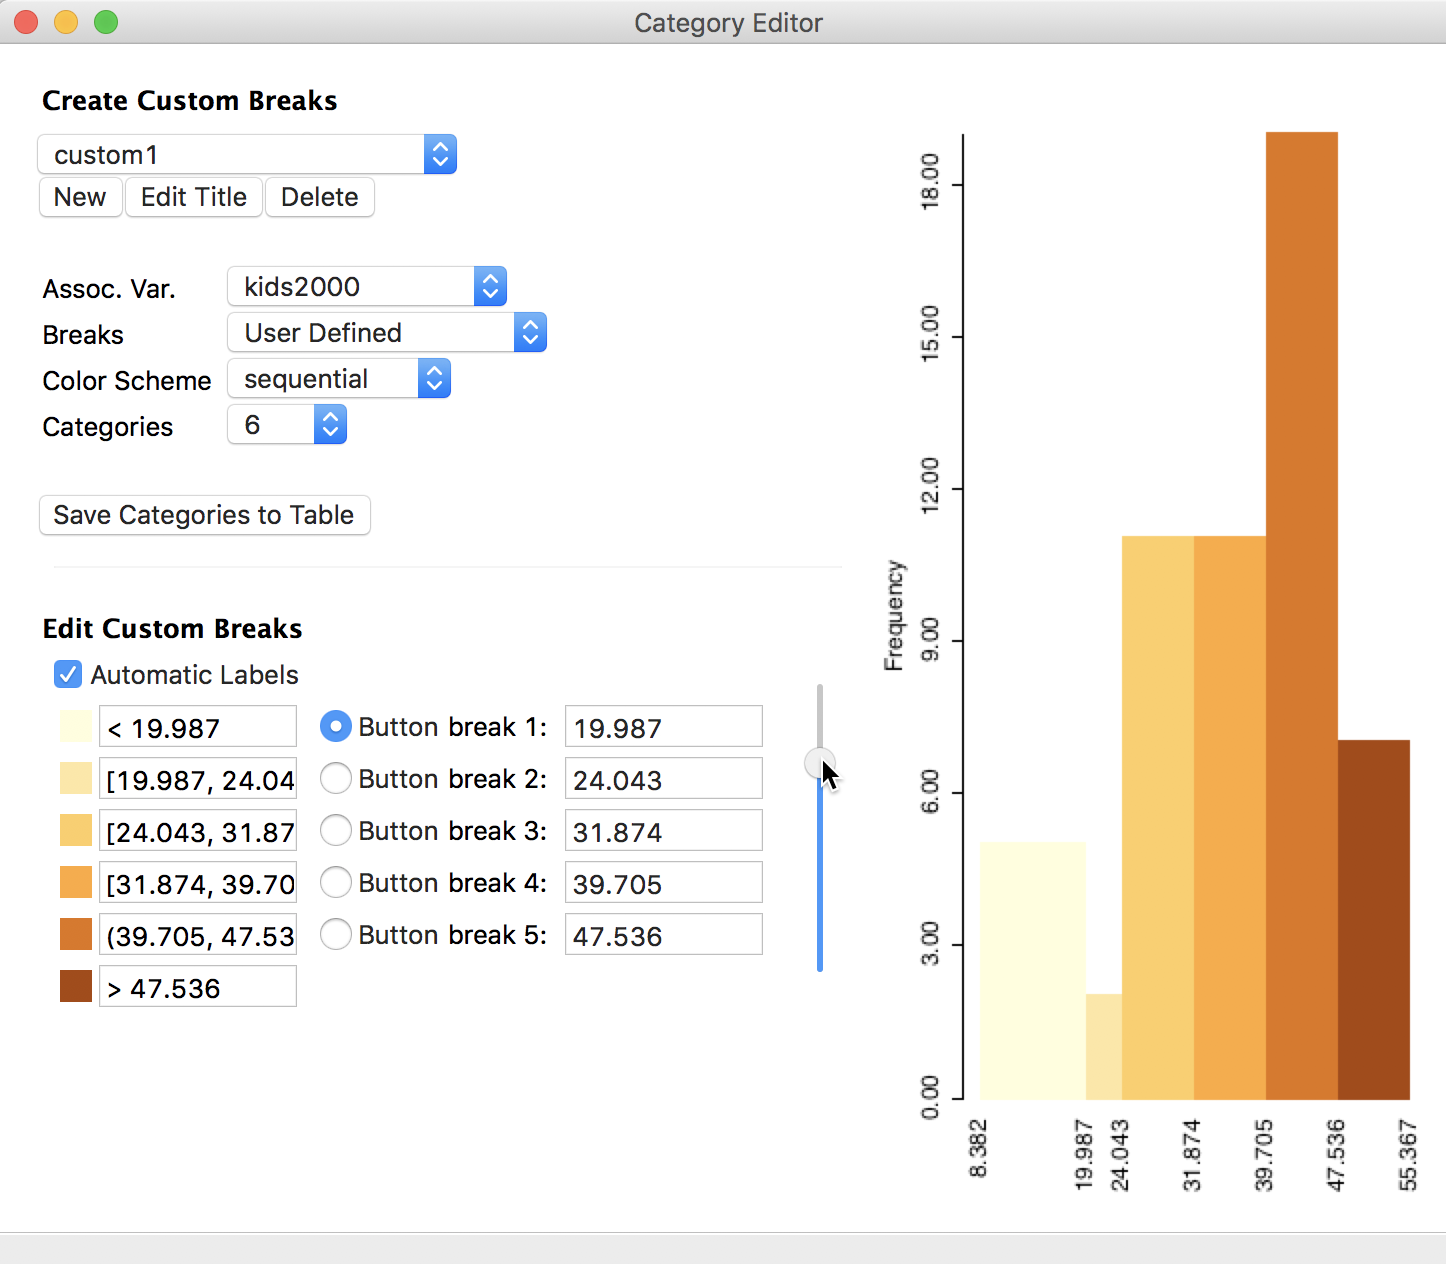 Category Editor
Create Custom Breaks
custom1
New Edit Title Delete
Assoc. Var. kids2000
Breaks User Defined
Color Scheme sequential
Categories 6
Save Categories to Table
Edit Custom Breaks
Automatic Labels
< 19.987 Button break 1: 19.987
[19.987, 24.04 Button break 2: 24.043
[24.043, 31.87 Button break 3: 31.874
[31.874, 39.70 Button break 4: 39.705
(39.705, 47.53 Button break 5: 47.536
> 47.536
Frequency
18.00
15.00
12.00
9.00
6.00
3.00
0.00
8.382 19.987 24.043 31.874 39.705 47.536 55.367